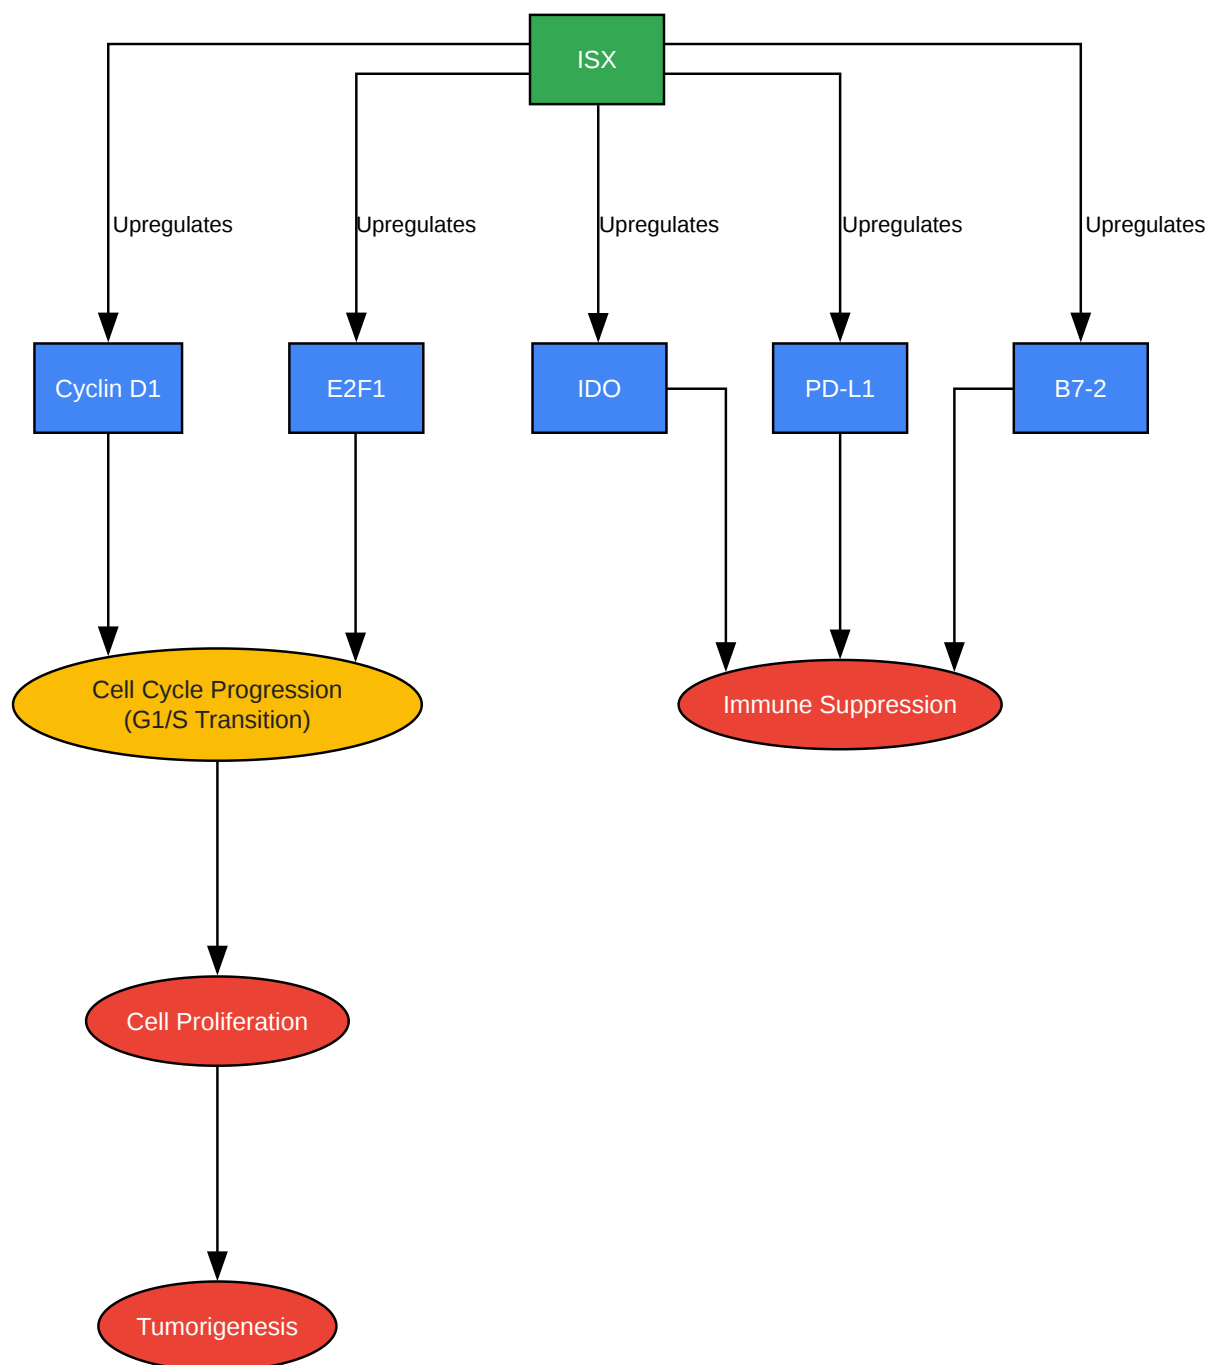 ISX
Upregulates
Upregulates
Upregulates
Upregulates
Upregulates
Cyclin D1
E2F1
IDO
PD-L1
B7-2
Cell Cycle Progression
(G1/S Transition)
Immune Suppression
Cell Proliferation
Tumorigenesis